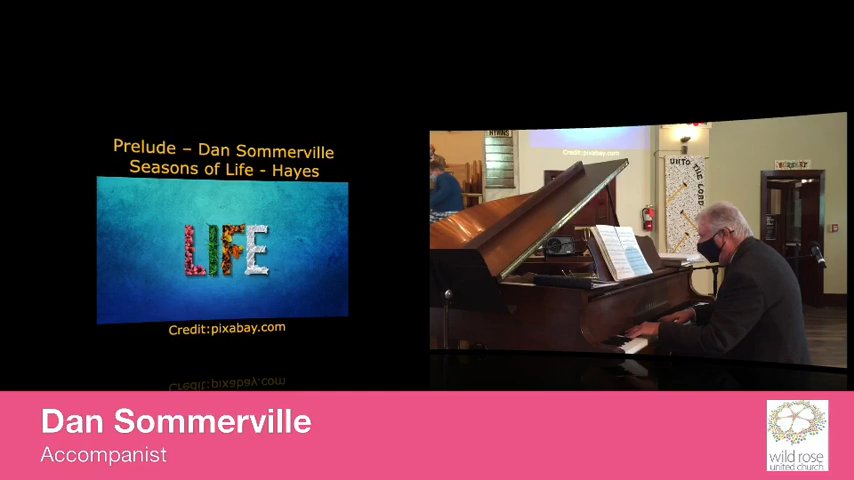 Prelude – Dan Sommerville
Seasons of Life - Hayes
LIFE
Credit:pixabay.com
HYMNS
Credit:pixabay.com
UNTO
THE LORD
Dan Sommerville
Accompanist
wild rose
united church